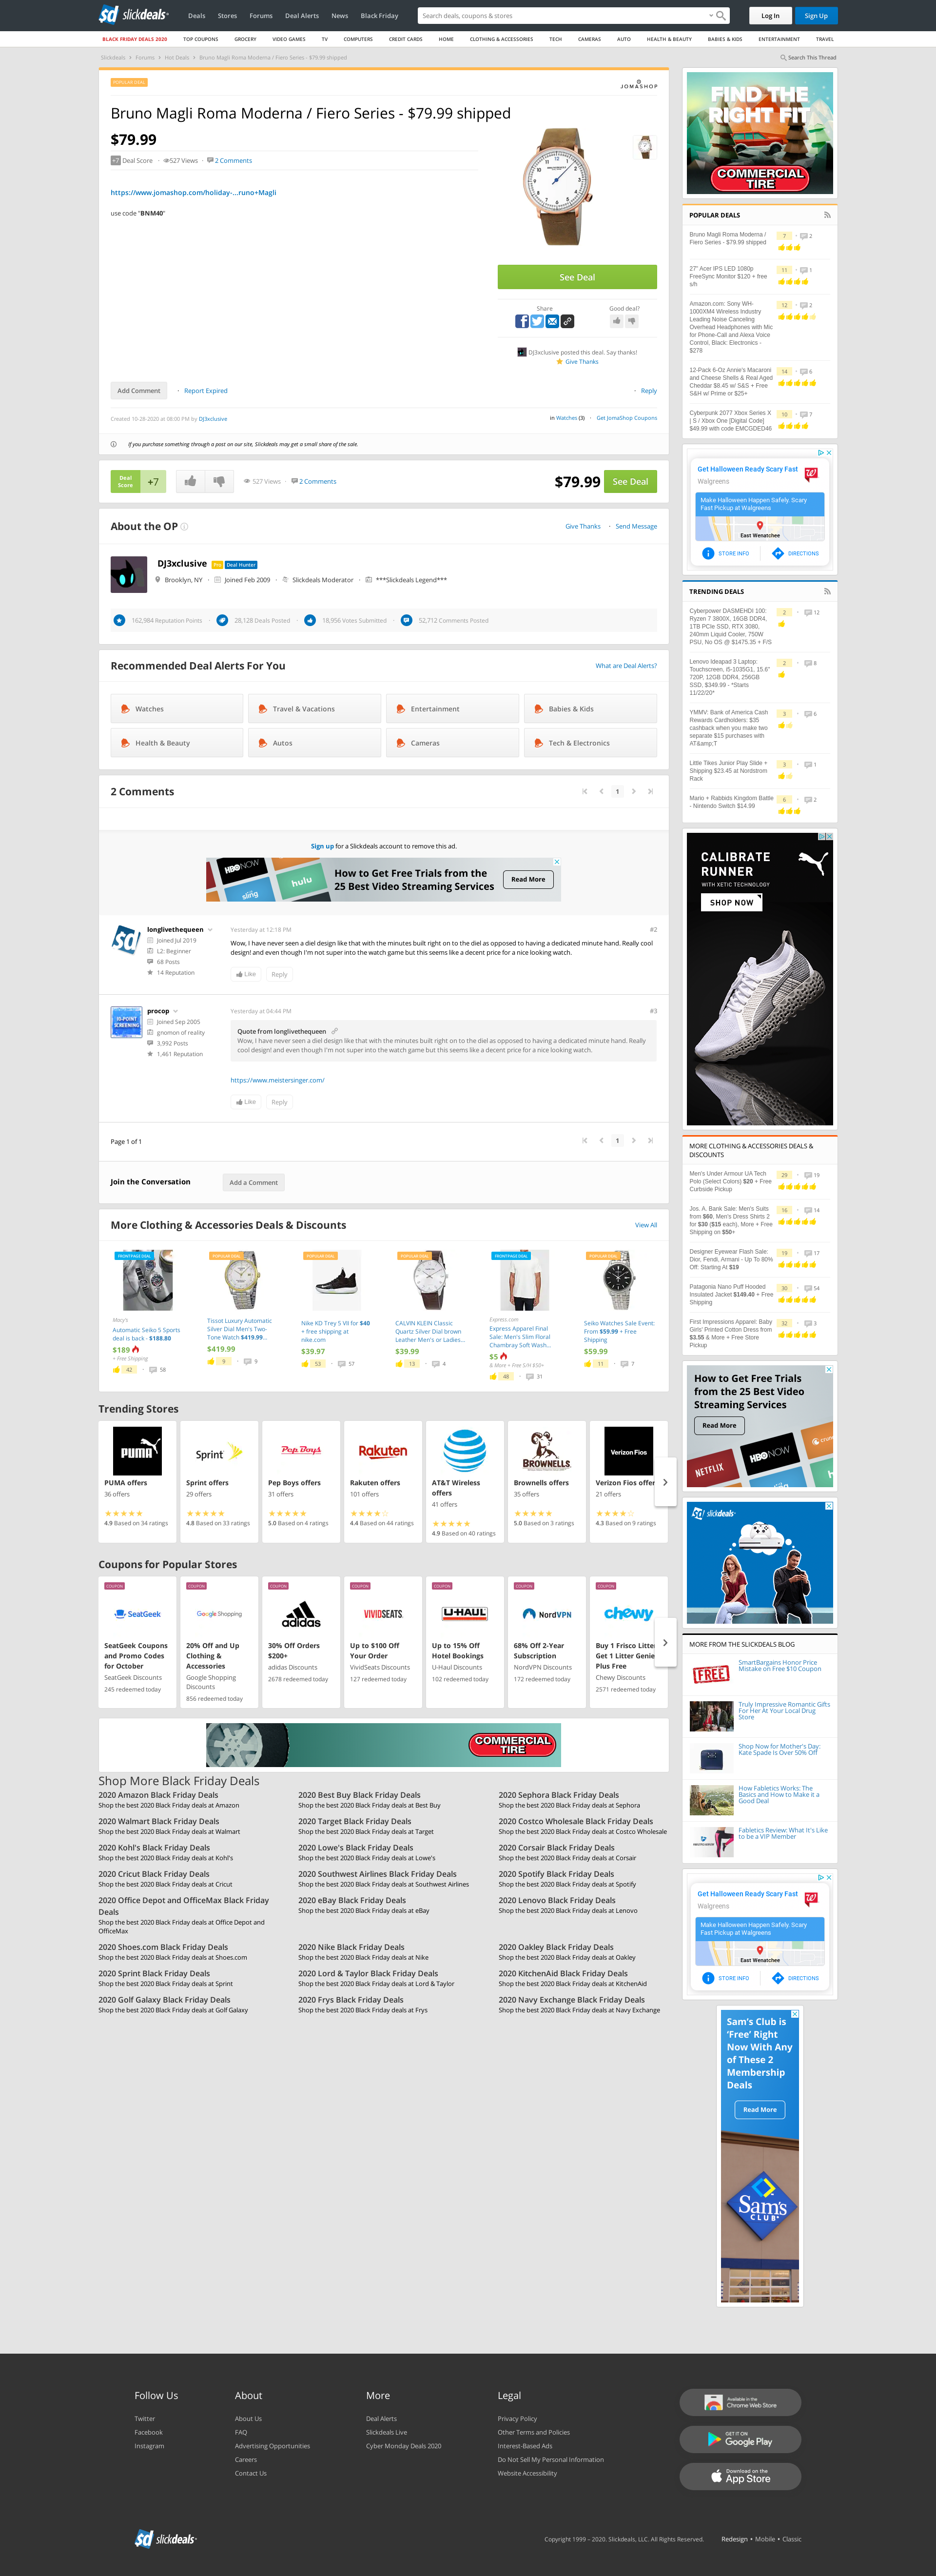 slickdeals
Deals Stores Forums Deal Alerts News Black Friday
Search deals, coupons & stores
Log In Sign Up
BLACK FRIDAY DEALS 2020 TOP COUPONS GROCERY VIDEO GAMES TV COMPUTERS CREDIT CARDS HOME CLOTHING & ACCESSORIES TECH CAMERAS AUTO HEALTH & BEAUTY BABIES & KIDS ENTERTAINMENT TRAVEL
Slickdeals Forums Hot Deals Bruno Magli Roma Moderna / Fiero Series - $79.99 shipped
Search This Thread
POPULAR DEAL
JOMASHOP
Bruno Magli Roma Moderna / Fiero Series - $79.99 shipped
$79.99
+7 Deal Score 527 Views 2 Comments
https://www.jomashop.com/holiday-...runo+Magli
use code "BNM40"
See Deal
Share
Good deal?
DJ3xclusive posted this deal. Say thanks!
Give Thanks
Add Comment Report Expired Reply
Created 10-28-2020 at 08:00 PM by DJ3xclusive
in Watches (3) Get JomaShop Coupons
If you purchase something through a post on our site, Slickdeals may get a small share of the sale.
Deal Score +7
527 Views 2 Comments
$79.99 See Deal
About the OP
Give Thanks Send Message
DJ3xclusive Pro Deal Hunter
Brooklyn, NY Joined Feb 2009 Slickdeals Moderator ***Slickdeals Legend***
162,984 Reputation Points 28,128 Deals Posted 18,956 Votes Submitted 52,712 Comments Posted
Recommended Deal Alerts For You
What are Deal Alerts?
Watches Travel & Vacations Entertainment Babies & Kids
Health & Beauty Autos Cameras Tech & Electronics
2 Comments
1
Sign up for a Slickdeals account to remove this ad.
HBO NOW
hulu
sling
How to Get Free Trials from the
25 Best Video Streaming Services
Read More
longlivethequeen
Joined Jul 2019
L2: Beginner
68 Posts
14 Reputation
Yesterday at 12:18 PM
#2
Wow, I have never seen a diel design like that with the minutes built right on to the diel as opposed to having a dedicated minute hand. Really cool
design! and even though I'm not super into the watch game but this seems like a decent price for a nice looking watch.
Like Reply
procop
Joined Sep 2005
gnomon of reality
3,992 Posts
1,461 Reputation
10-POINT
SCREENING
Yesterday at 04:44 PM
#3
Quote from longlivethequeen
Wow, I have never seen a diel design like that with the minutes built right on to the diel as opposed to having a dedicated minute hand. Really
cool design! and even though I'm not super into the watch game but this seems like a decent price for a nice looking watch.
https://www.meistersinger.com/
Like Reply
Page 1 of 1
1
Join the Conversation
Add a Comment
More Clothing & Accessories Deals & Discounts
View All
FRONTPAGE DEAL
Macy's
Automatic Seiko 5 Sports
deal is back - $188.80
$189
+ Free Shipping
42 58
POPULAR DEAL
Tissot Luxury Automatic
Silver Dial Men's Two-
Tone Watch $419.99...
$419.99
9 9
POPULAR DEAL
Nike KD Trey 5 VII for $40
+ free shipping at
nike.com
$39.97
53 57
POPULAR DEAL
CALVIN KLEIN Classic
Quartz Silver Dial brown
Leather Men's or Ladies...
$39.99
13 4
FRONTPAGE DEAL
Express.com
Express Apparel Final
Sale: Men's Slim Floral
Chambray Soft Wash...
$5
& More + Free S/H $50+
48 31
POPULAR DEAL
Seiko Watches Sale Event:
From $59.99 + Free
Shipping
$59.99
11 7
Trending Stores
PUMA
PUMA offers
36 offers
4.9 Based on 34 ratings
Sprint
Sprint offers
29 offers
4.8 Based on 33 ratings
Pep Boys
Pep Boys offers
31 offers
5.0 Based on 4 ratings
Rakuten
Rakuten offers
101 offers
4.4 Based on 44 ratings
AT&T Wireless
offers
41 offers
4.9 Based on 40 ratings
BROWNELLS
Brownells offers
35 offers
5.0 Based on 3 ratings
Verizon Fios
Verizon Fios offer
21 offers
4.3 Based on 9 ratings
Coupons for Popular Stores
COUPON
SeatGeek
SeatGeek Coupons
and Promo Codes
for October
SeatGeek Discounts
245 redeemed today
COUPON
Google Shopping
20% Off and Up
Clothing &
Accessories
Google Shopping
Discounts
856 redeemed today
COUPON
adidas
30% Off Orders
$200+
adidas Discounts
2678 redeemed today
COUPON
VIVIDSEATS
Up to $100 Off
Your Order
VividSeats Discounts
127 redeemed today
COUPON
U-HAUL
Up to 15% Off
Hotel Bookings
U-Haul Discounts
102 redeemed today
COUPON
NordVPN
68% Off 2-Year
Subscription
NordVPN Discounts
172 redeemed today
COUPON
chewy
Buy 1 Frisco Litter
Get 1 Litter Genie
Plus Free
Chewy Discounts
2571 redeemed today
COMMERCIAL
TIRE
Shop More Black Friday Deals
2020 Amazon Black Friday Deals
Shop the best 2020 Black Friday deals at Amazon
2020 Best Buy Black Friday Deals
Shop the best 2020 Black Friday deals at Best Buy
2020 Sephora Black Friday Deals
Shop the best 2020 Black Friday deals at Sephora
2020 Walmart Black Friday Deals
Shop the best 2020 Black Friday deals at Walmart
2020 Target Black Friday Deals
Shop the best 2020 Black Friday deals at Target
2020 Costco Wholesale Black Friday Deals
Shop the best 2020 Black Friday deals at Costco Wholesale
2020 Kohl's Black Friday Deals
Shop the best 2020 Black Friday deals at Kohl's
2020 Lowe's Black Friday Deals
Shop the best 2020 Black Friday deals at Lowe's
2020 Corsair Black Friday Deals
Shop the best 2020 Black Friday deals at Corsair
2020 Cricut Black Friday Deals
Shop the best 2020 Black Friday deals at Cricut
2020 Southwest Airlines Black Friday Deals
Shop the best 2020 Black Friday deals at Southwest Airlines
2020 Spotify Black Friday Deals
Shop the best 2020 Black Friday deals at Spotify
2020 Office Depot and OfficeMax Black Friday
Deals
Shop the best 2020 Black Friday deals at Office Depot and
OfficeMax
2020 eBay Black Friday Deals
Shop the best 2020 Black Friday deals at eBay
2020 Lenovo Black Friday Deals
Shop the best 2020 Black Friday deals at Lenovo
2020 Shoes.com Black Friday Deals
Shop the best 2020 Black Friday deals at Shoes.com
2020 Nike Black Friday Deals
Shop the best 2020 Black Friday deals at Nike
2020 Oakley Black Friday Deals
Shop the best 2020 Black Friday deals at Oakley
2020 Sprint Black Friday Deals
Shop the best 2020 Black Friday deals at Sprint
2020 Lord & Taylor Black Friday Deals
Shop the best 2020 Black Friday deals at Lord & Taylor
2020 KitchenAid Black Friday Deals
Shop the best 2020 Black Friday deals at KitchenAid
2020 Golf Galaxy Black Friday Deals
Shop the best 2020 Black Friday deals at Golf Galaxy
2020 Frys Black Friday Deals
Shop the best 2020 Black Friday deals at Frys
2020 Navy Exchange Black Friday Deals
Shop the best 2020 Black Friday deals at Navy Exchange
FIND THE
RIGHT FIT
COMMERCIAL
TIRE
POPULAR DEALS
Bruno Magli Roma Moderna /
Fiero Series - $79.99 shipped
7 2
27" Acer IPS LED 1080p
FreeSync Monitor $120 + free
s/h
11 1
Amazon.com: Sony WH-
1000XM4 Wireless Industry
Leading Noise Canceling
Overhead Headphones with Mic
for Phone-Call and Alexa Voice
Control, Black: Electronics -
$278
12 2
12-Pack 6-Oz Annie's Macaroni
and Cheese Shells & Real Aged
Cheddar $8.45 w/ S&S + Free
S&H w/ Prime or $25+
14 6
Cyberpunk 2077 Xbox Series X
| S / Xbox One [Digital Code]
$49.99 with code EMCGDED46
10 7
Get Halloween Ready Scary Fast
Walgreens
Make Halloween Happen Safely. Scary
Fast Pickup at Walgreens
East Wenatchee
STORE INFO DIRECTIONS
TRENDING DEALS
Cyberpower DASMEHDI 100:
Ryzen 7 3800X, 16GB DDR4,
1TB PCIe SSD, RTX 3080,
240mm Liquid Cooler, 750W
PSU, No OS @ $1475.35 + F/S
2 12
Lenovo Ideapad 3 Laptop:
Touchscreen, I5-1035G1, 15.6"
720P, 12GB DDR4, 256GB
SSD, $349.99 - *Starts
11/22/20*
2 8
YMMV: Bank of America Cash
Rewards Cardholders: $35
cashback when you make two
separate $15 purchases with
AT&amp;T
3 6
Little Tikes Junior Play Slide +
Shipping $23.45 at Nordstrom
Rack
3 1
Mario + Rabbids Kingdom Battle
- Nintendo Switch $14.99
6 2
CALIBRATE
RUNNER
WITH XETIC TECHNOLOGY
SHOP NOW
MORE CLOTHING & ACCESSORIES DEALS &
DISCOUNTS
Men's Under Armour UA Tech
Polo (Select Colors) $20 + Free
Curbside Pickup
29 19
Jos. A. Bank Sale: Men's Suits
from $60, Men's Dress Shirts 2
for $30 ($15 each), More + Free
Shipping on $50+
16 14
Designer Eyewear Flash Sale:
Dior, Fendi, Armani - Up To 80%
Off: Starting At $19
19 17
Patagonia Nano Puff Hooded
Insulated Jacket $149.40 + Free
Shipping
30 54
First Impressions Apparel: Baby
Girls' Printed Cotton Dress from
$3.55 & More + Free Store
Pickup
32 3
How to Get Free Trials
from the 25 Best Video
Streaming Services
Read More
NETFLIX
HBO NOW
hulu
sling
slickdeals
MORE FROM THE SLICKDEALS BLOG
FREE
SmartBargains Honor Price
Mistake on Free $10 Coupon
Truly Impressive Romantic Gifts
For Her At Your Local Drug
Store
Shop Now for Mother's Day:
Kate Spade Is Over 50% Off
How Fabletics Works: The
Basics and How to Make it a
Good Deal
Fabletics Review: What It's Like
to be a VIP Member
Get Halloween Ready Scary Fast
Walgreens
Make Halloween Happen Safely. Scary
Fast Pickup at Walgreens
East Wenatchee
STORE INFO DIRECTIONS
Sam's Club is
'Free' Right
Now With Any
of These 2
Membership
Deals
Read More
Sam's
CLUB
Follow Us
Twitter
Facebook
Instagram
About
About Us
FAQ
Advertising Opportunities
Careers
Contact Us
More
Deal Alerts
Slickdeals Live
Cyber Monday Deals 2020
Legal
Privacy Policy
Other Terms and Policies
Interest-Based Ads
Do Not Sell My Personal Information
Website Accessibility
Available in the
Chrome Web Store
GET IT ON
Google Play
Download on the
App Store
slickdeals
Copyright 1999 – 2020. Slickdeals, LLC. All Rights Reserved. Redesign • Mobile • Classic